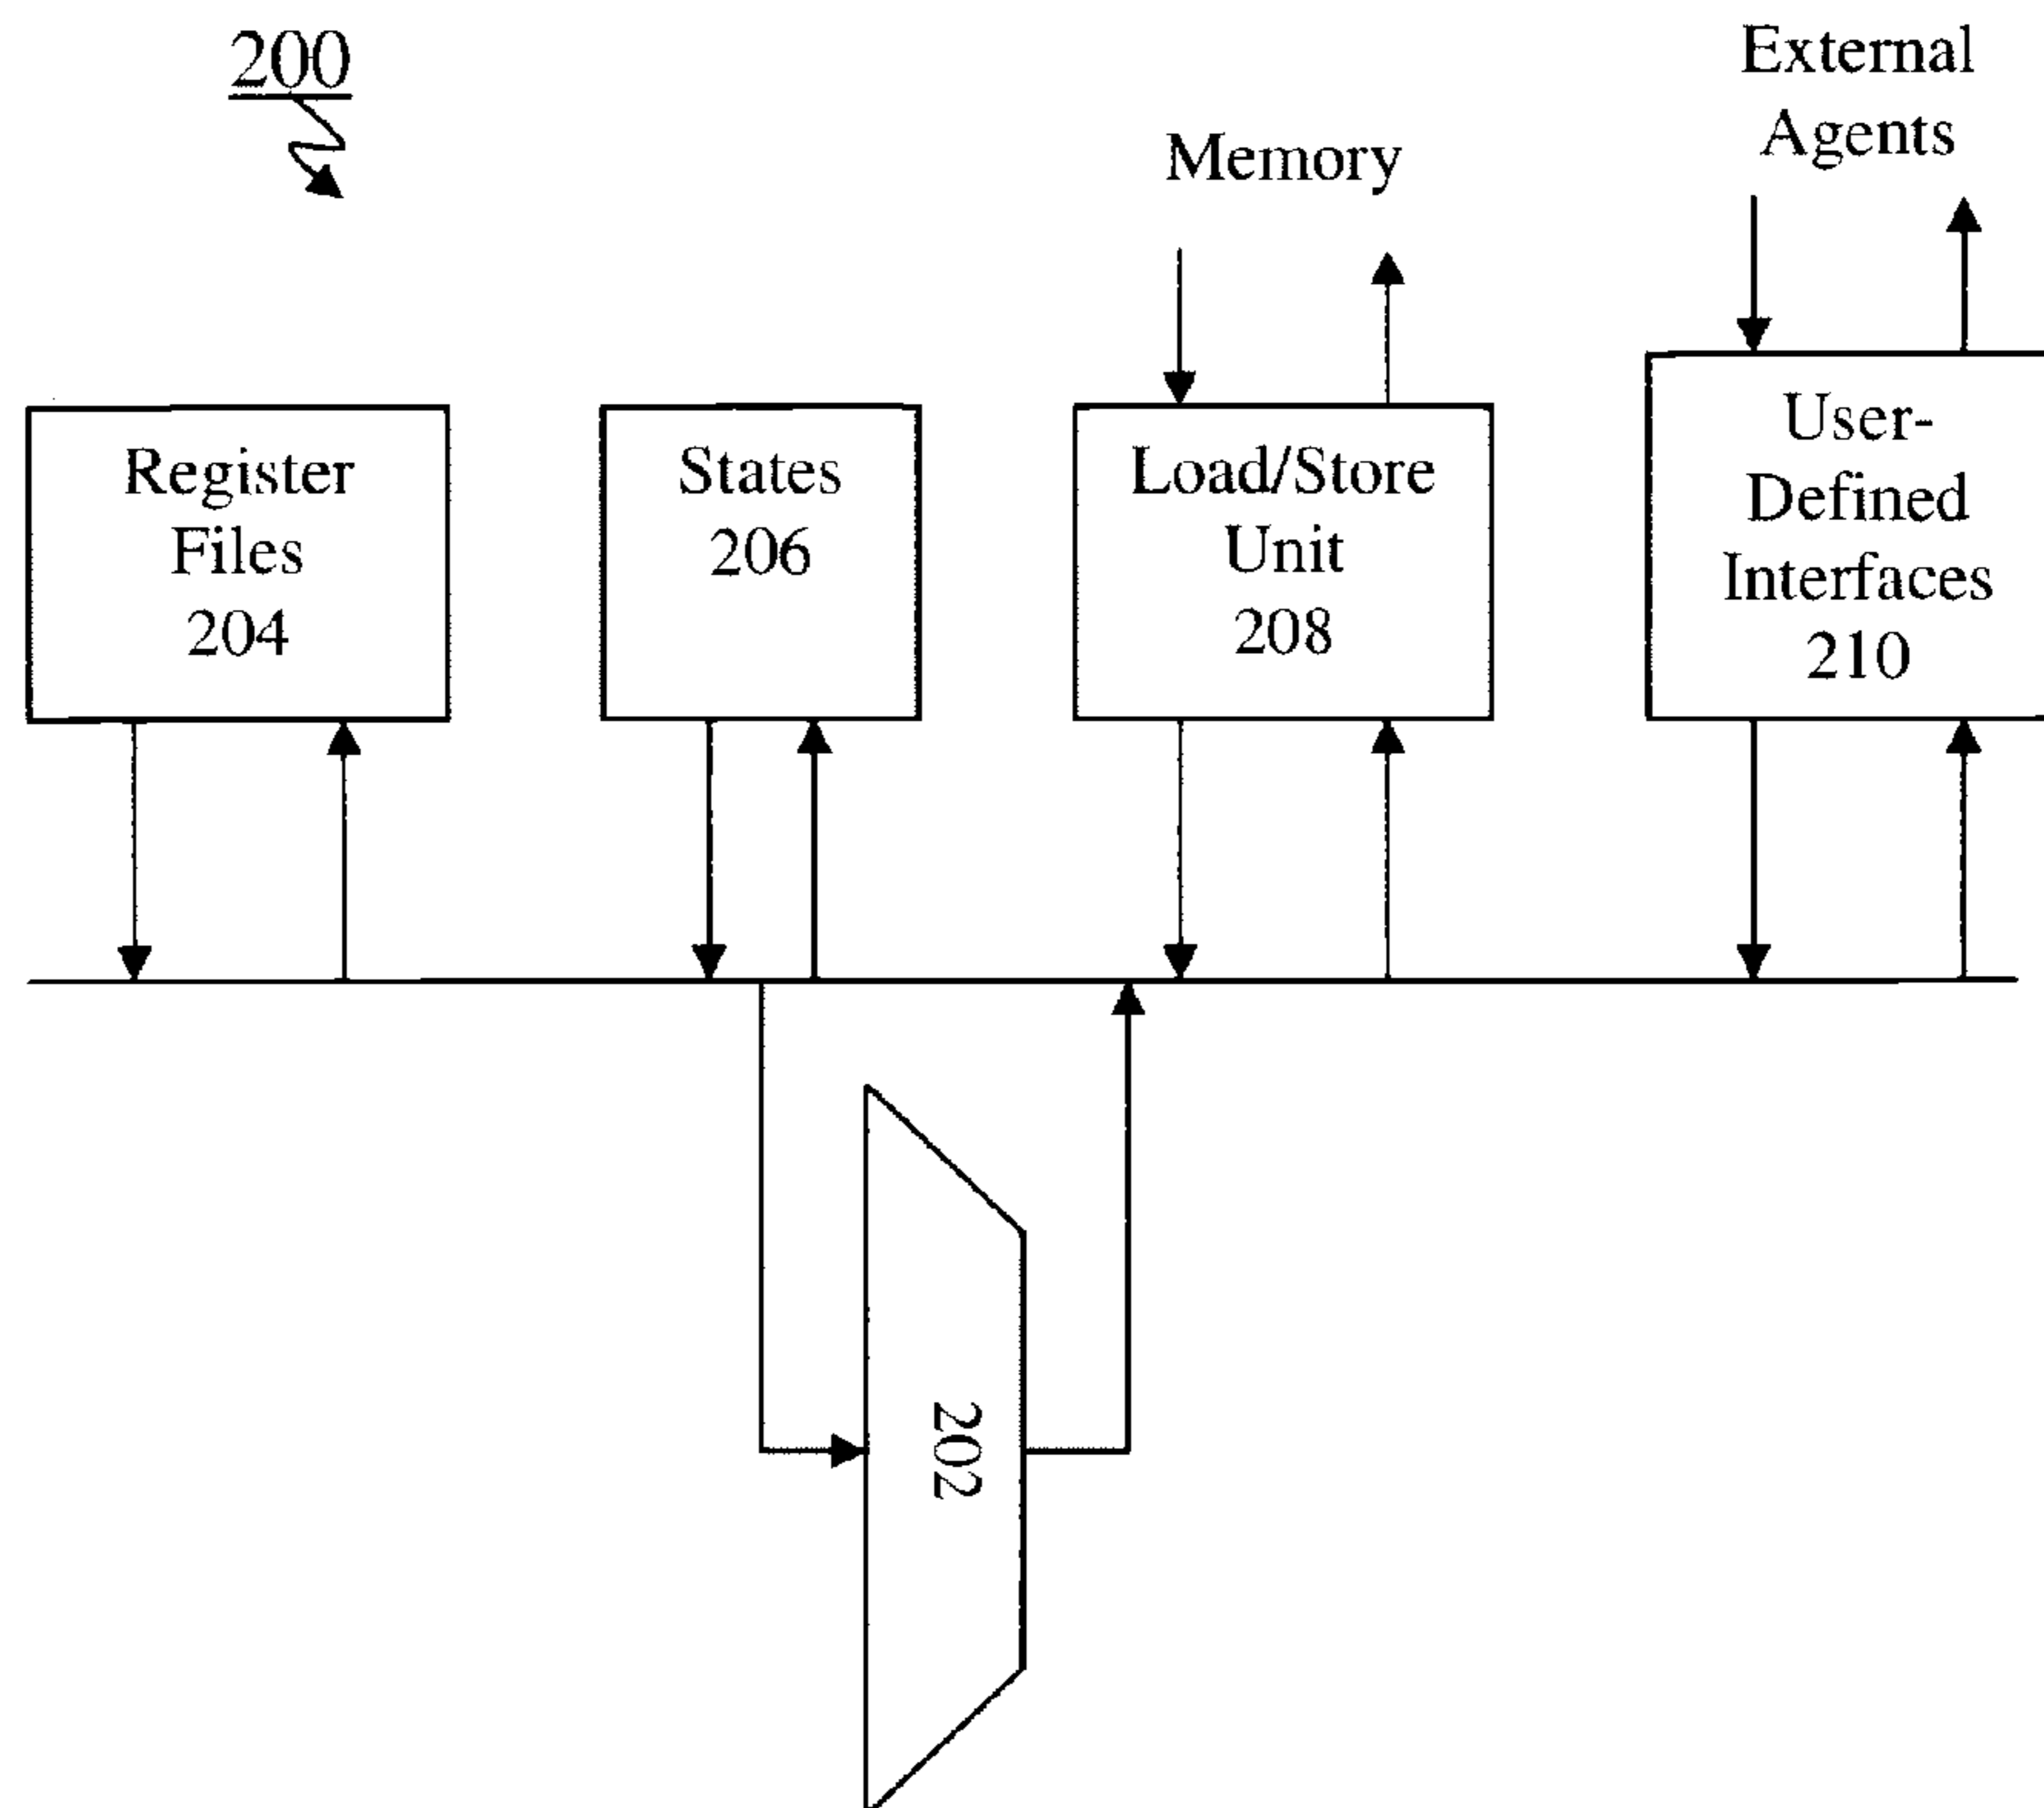 200
External
Agents
Memory
Register
Files
204
States
206
Load/Store
Unit
208
User-
Defined
Interfaces
210
202